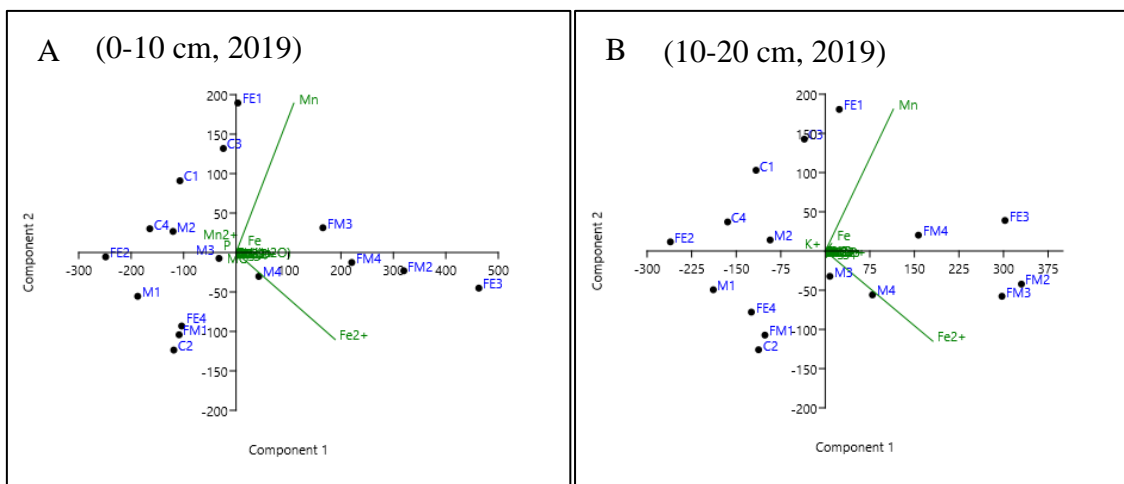 A (0-10 cm, 2019)
200
FE1
Mn
150
C3
100
C1
50
C4
M2
FM3
Mn2+
Fe
P
M3
FE2
-300
-200
-100
100
200
300
400
500
M4
FM4
FM2
FE3
-50
M1
FE4
-100
FM1
C2
Fe2+
-150
-200
Component 2
Component 1
B (10-20 cm, 2019)
200
FE1
Mn
150
C3
100
C1
50
C4
FE3
FE2
M2
FM4
K+
Fe
-300
-225
-150
-75
75
150
225
300
375
M3
M4
FM2
FM3
-50
M1
FE4
-100
FM1
C2
Fe2+
-150
-200
Component 2
Component 1